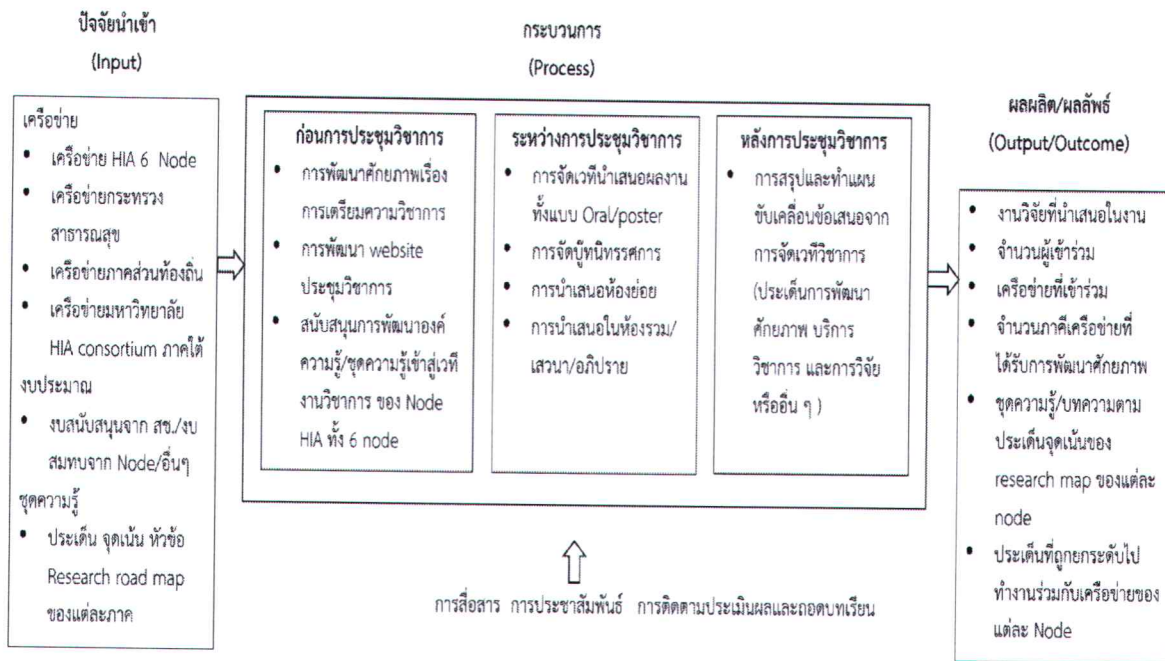 ปัจจัยนำเข้า
(Input)
เครือข่าย
• เครือข่าย HIA 6 Node
• เครือข่ายกระทรวง
สาธารณสุข
• เครือข่ายภาคส่วนท้องถิ่น
• เครือข่ายมหาวิทยาลัย
HIA consortium ภาคใต้
งบประมาณ
• งบสนับสนุนจาก สช./งบ
สมทบจาก Node/อื่นๆ
ชุดความรู้
• ประเด็น จุดเน้น หัวข้อ
Research road map
ของแต่ละภาค
กระบวนการ
(Process)
ก่อนการประชุมวิชาการ
• การพัฒนาศักยภาพเรื่อง
การเตรียมความวิชาการ
• การพัฒนา website
ประชุมวิชาการ
• สนับสนุนการพัฒนาองค์
ความรู้/ชุดความรู้เข้าสู่เวที
งานวิชาการ ของ Node
HIA ทั้ง 6 node
ระหว่างการประชุมวิชาการ
• การจัดเวทีนำเสนอผลงาน
ทั้งแบบ Oral/poster
• การจัดบู๊ทนิทรรศการ
• การนำเสนอห้องย่อย
• การนำเสนอในห้องรวม/
เสวนา/อภิปราย
หลังการประชุมวิชาการ
• การสรุปและทำแผน
ขับเคลื่อนข้อเสนอจาก
การจัดเวทีวิชาการ
(ประเด็นการพัฒนา
ศักยภาพ บริการ
วิชาการ และการวิจัย
หรืออื่น ๆ )
การสื่อสาร การประชาสัมพันธ์ การติดตามประเมินผลและถอดบทเรียน
ผลผลิต/ผลลัพธ์
(Output/Outcome)
• งานวิจัยที่นำเสนอในงาน
• จำนวนผู้เข้าร่วม
• เครือข่ายที่เข้าร่วม
• จำนวนภาคีเครือข่ายที่
ได้รับการพัฒนาศักยภาพ
• ชุดความรู้/บทความตาม
ประเด็นจุดเน้นของ
research map ของแต่ละ
node
• ประเด็นที่ถูกยกระดับไป
ทำงานร่วมกับเครือข่ายของ
แต่ละ Node